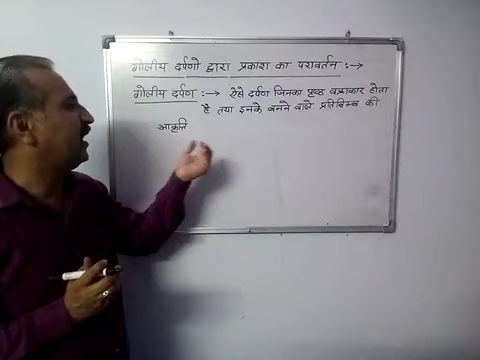 गोलीय दर्पणो द्वारा प्रकाश का परावर्तन :→
गोलीय दर्पण :→ ऐसे दर्पण जिनका पृष्ठ वक्राकार होता
है तथा इनके बनने वाले प्रतिबिम्ब की
आकृति